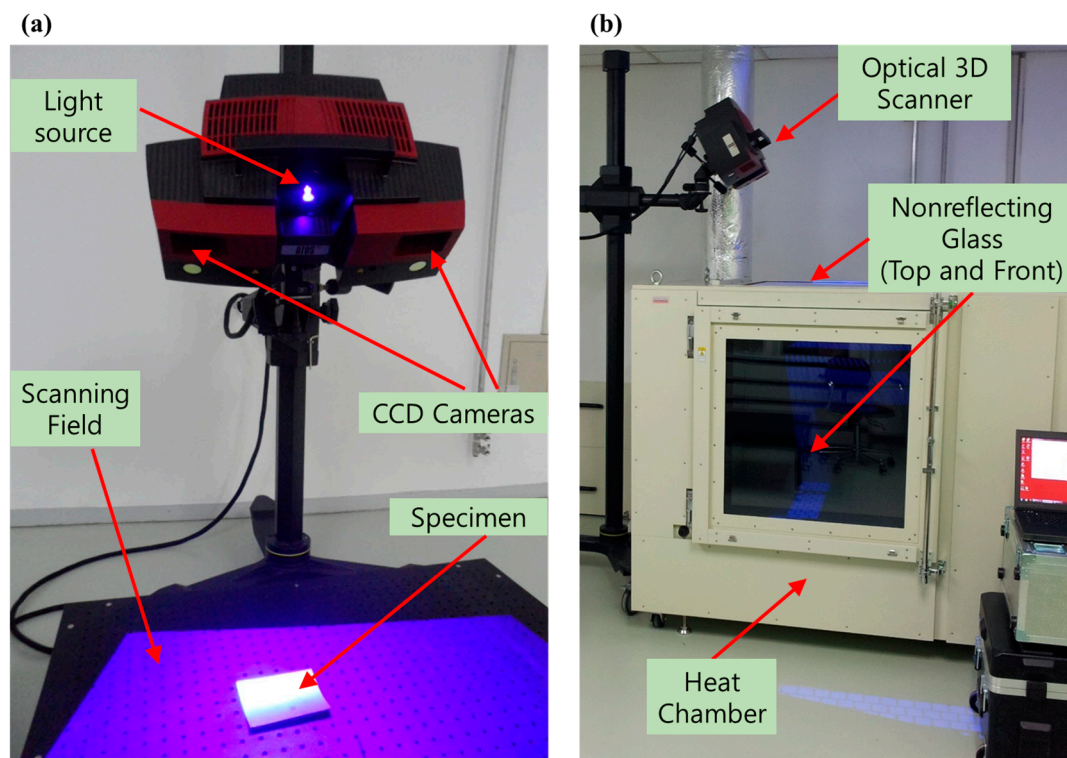 (a)
(b)
Light
source
Scanning
Field
CCD Cameras
Specimen
Optical 3D
Scanner
Nonreflecting
Glass
(Top and Front)
Heat
Chamber